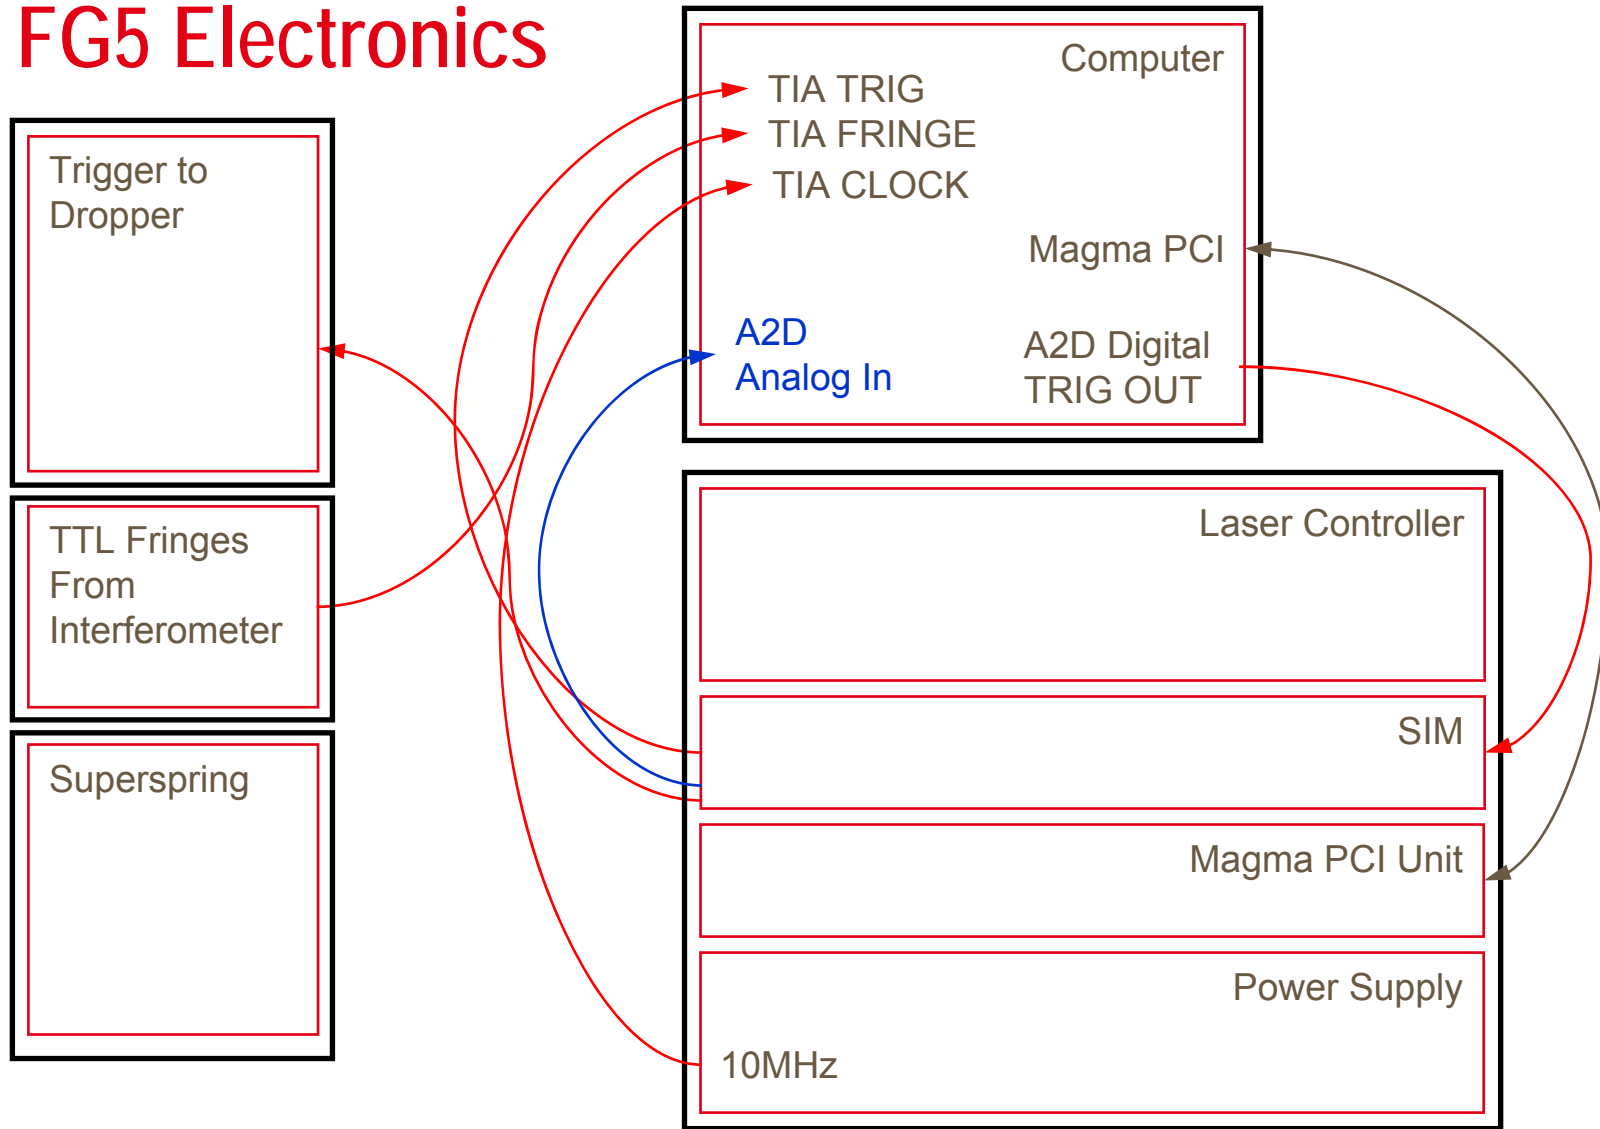 FG5 Electronics
Trigger to
Dropper
TTL Fringes
From
Interferometer
Superspring
Computer
TIA TRIG
TIA FRINGE
TIA CLOCK
Magma PCI
A2D
Analog In
A2D Digital
TRIG OUT
Laser Controller
SIM
Magma PCI Unit
Power Supply
10MHz